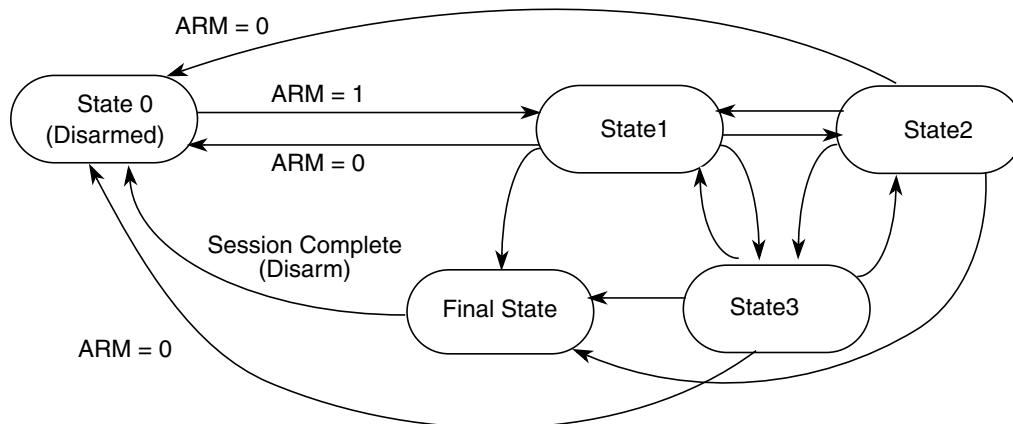 ARM = 0
State 0
(Disarmed)
ARM = 1
ARM = 0
State1
State2
Session Complete
(Disarm)
Final State
State3
ARM = 0